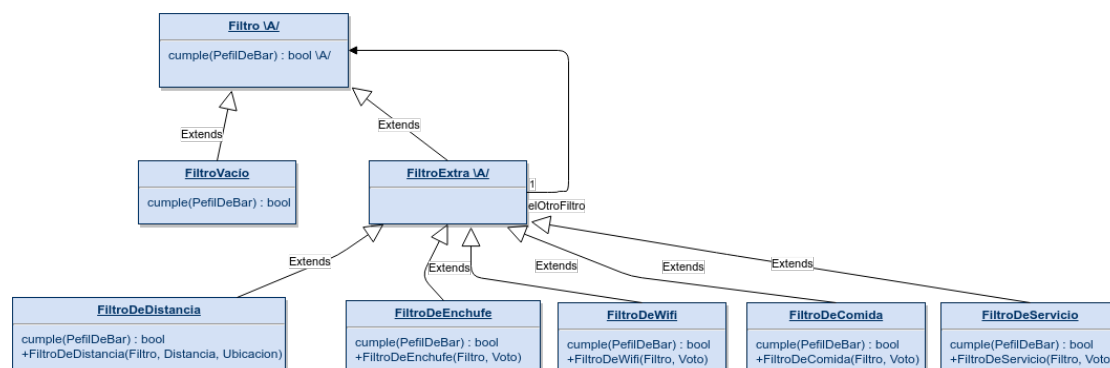 Filtro \A/
cumple(PefilDeBar) : bool \A/
Extends
Extends
FiltroVacio
cumple(PefilDeBar) : bool
FiltroExtra \A/
1
elOtroFiltro
Extends
Extends
Extends
Extends
Extends
FiltroDeDistancia
cumple(PefilDeBar) : bool
+FiltroDeDistancia(Filtro, Distancia, Ubicacion)
FiltroDeEnchufe
cumple(PefilDeBar) : bool
+FiltroDeEnchufe(Filtro, Voto)
FiltroDeWifi
cumple(PefilDeBar) : bool
+FiltroDeWifi(Filtro, Voto)
FiltroDeComida
cumple(PefilDeBar) : bool
+FiltroDeComida(Filtro, Voto)
FiltroDeServicio
cumple(PefilDeBar) : bool
+FiltroDeServicio(Filtro, Voto